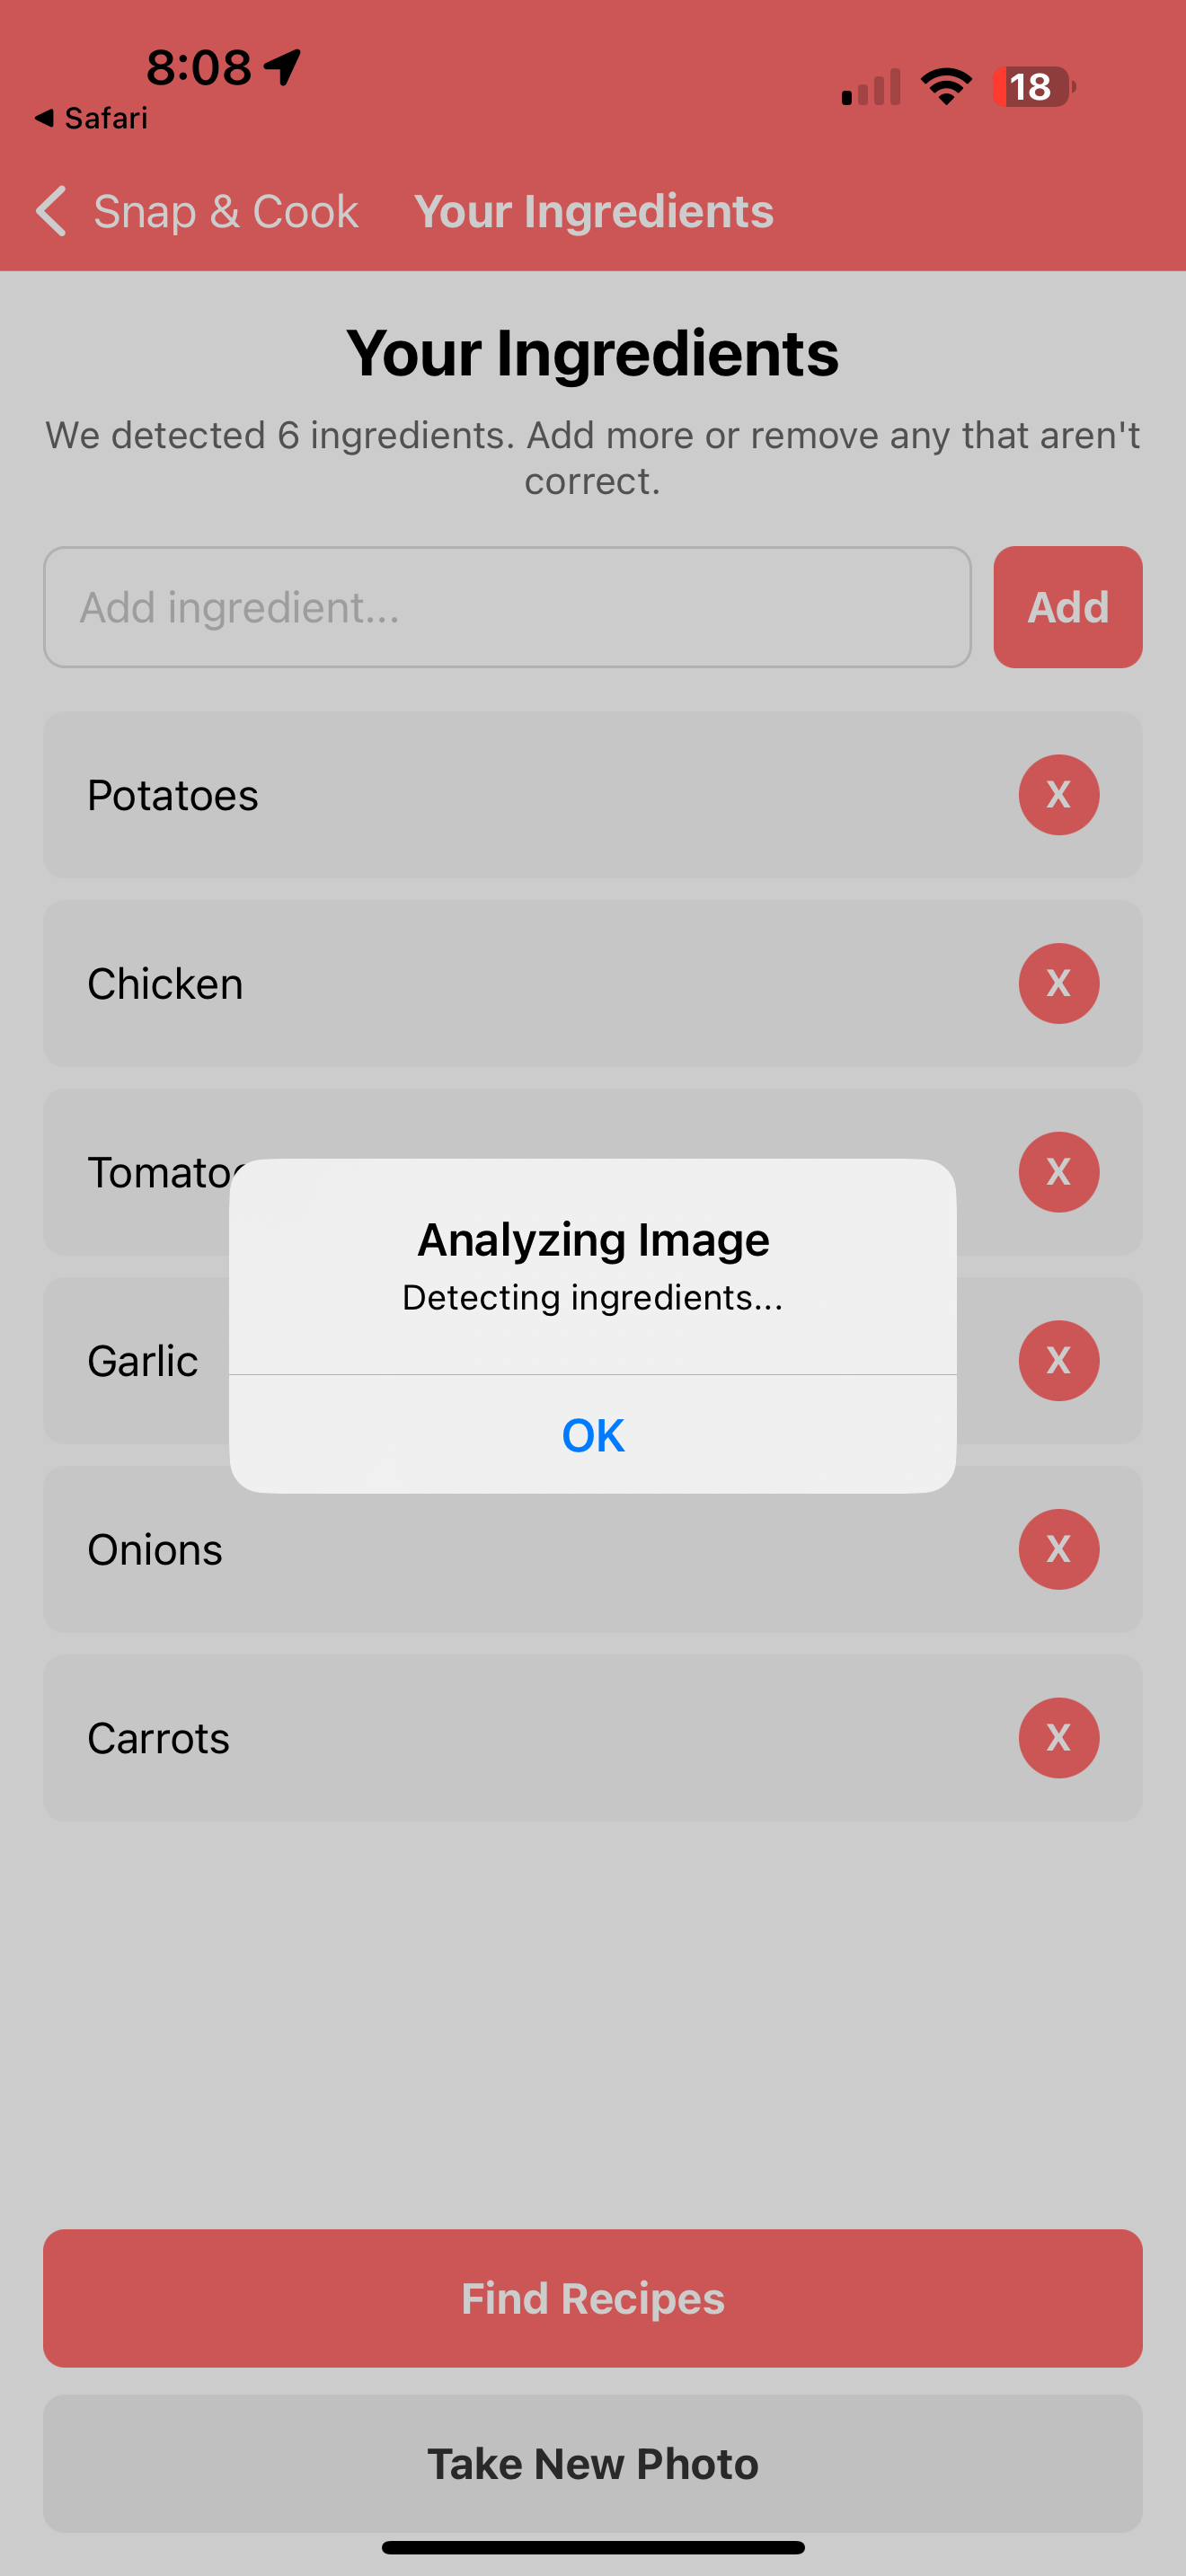 8:08
Safari
18
Snap & Cook
Your Ingredients
Your Ingredients
We detected 6 ingredients. Add more or remove any that aren't
correct.
Add ingredient...
Add
Potatoes
X
Chicken
X
X
Garlic
X
Onions
X
Carrots
X
Analyzing Image
Detecting ingredients...
OK
Find Recipes
Take New Photo